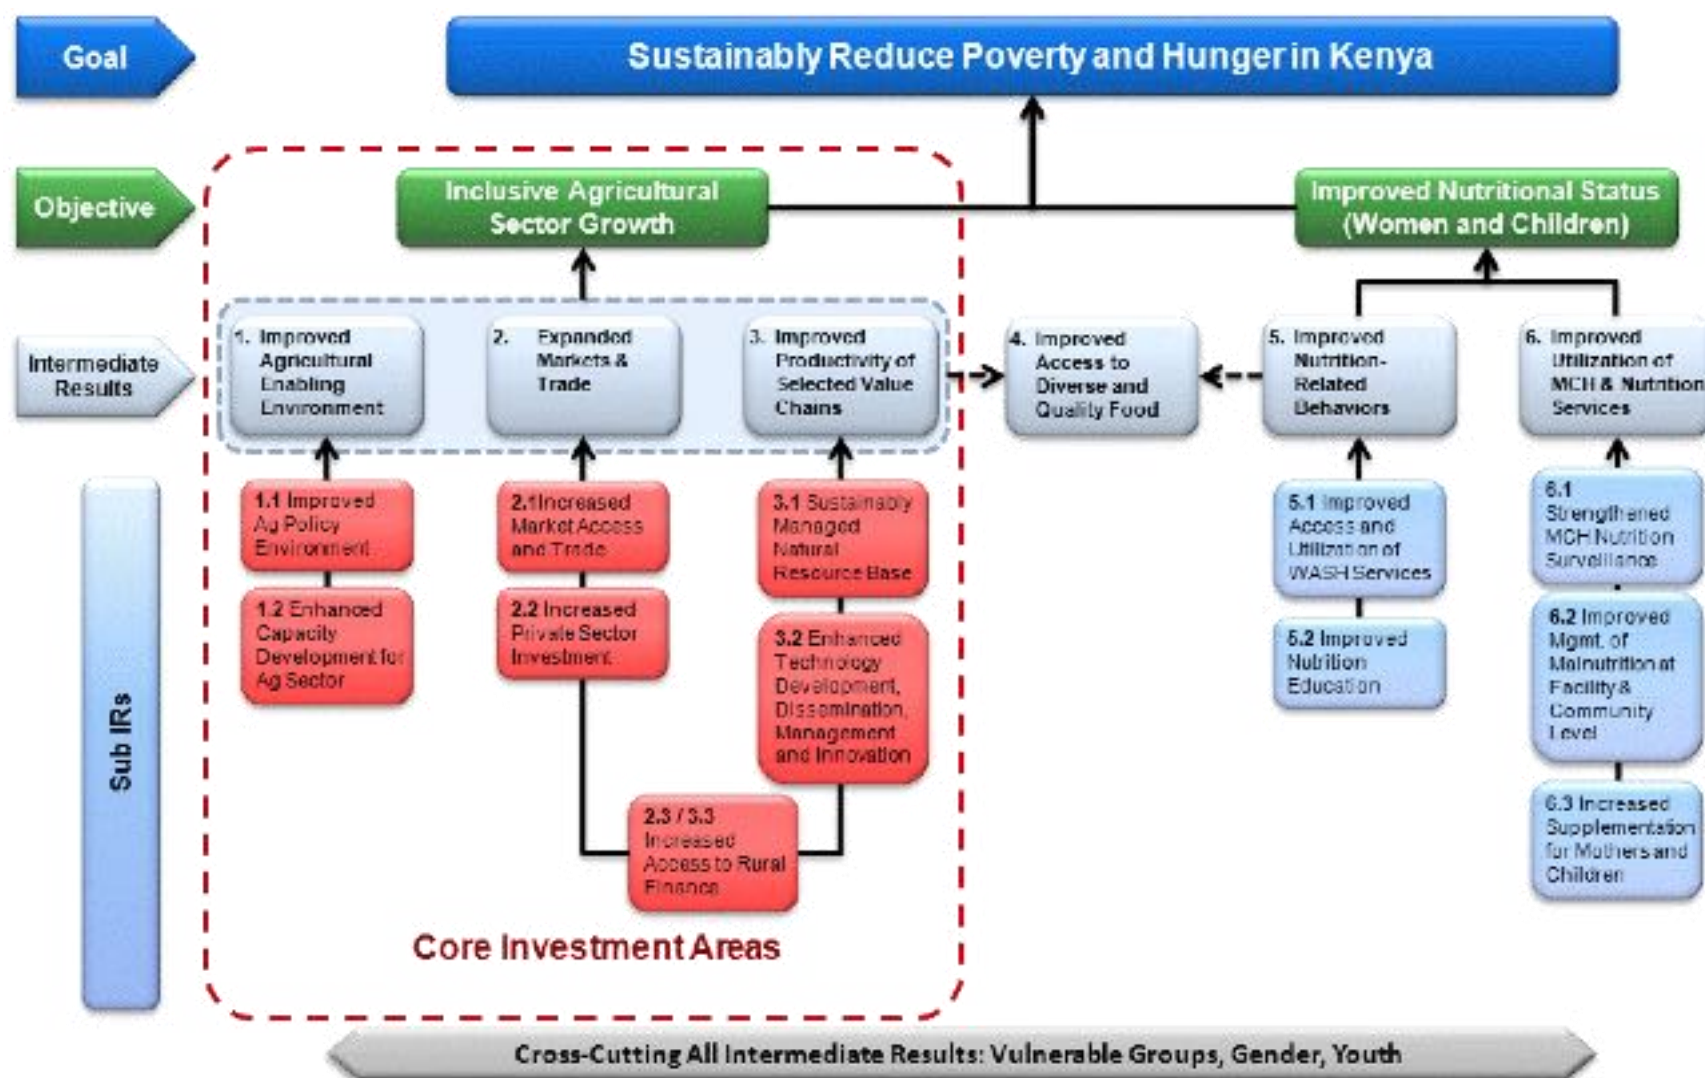 Goal
Sustainably Reduce Poverty and Hunger in Kenya
Objective
Inclusive Agricultural
Sector Growth
Improved Nutritional Status
(Women and Children)
Intermediate
Results
1. Improved
Agricultural
Enabling
Environment
2. Expanded
Markets &
Trade
3. Improved
Productivity of
Selected Value
Chains
4. Improved
Access to
Diverse and
Quality Food
5. Improved
Nutrition-
Related
Behaviors
6. Improved
Utilization of
MCH & Nutrition
Services
Sub IRs
1.1 Improved
Ag Policy
Environment
1.2 Enhanced
Capacity
Development for
Ag Sector
2.1Increased
Market Access
and Trade
2.2 Increased
Private Sector
Investment
3.1 Sustainably
Managed
Natural
Resource Base
3.2 Enhanced
Technology
Development,
Dissemination,
Management
and Innovation
2.3 / 3.3
Increased
Access to Rural
Finance
5.1 Improved
Access and
Utilization of
WASH Services
5.2 Improved
Nutrition
Education
6.1
Strengthened
MCH Nutrition
Surveillance
6.2 Improved
Mgmt. of
Malnutrition at
Facility &
Community
Level
6.3 Increased
Supplementation
for Mothers and
Children
Core Investment Areas
Cross-Cutting All Intermediate Results: Vulnerable Groups, Gender, Youth